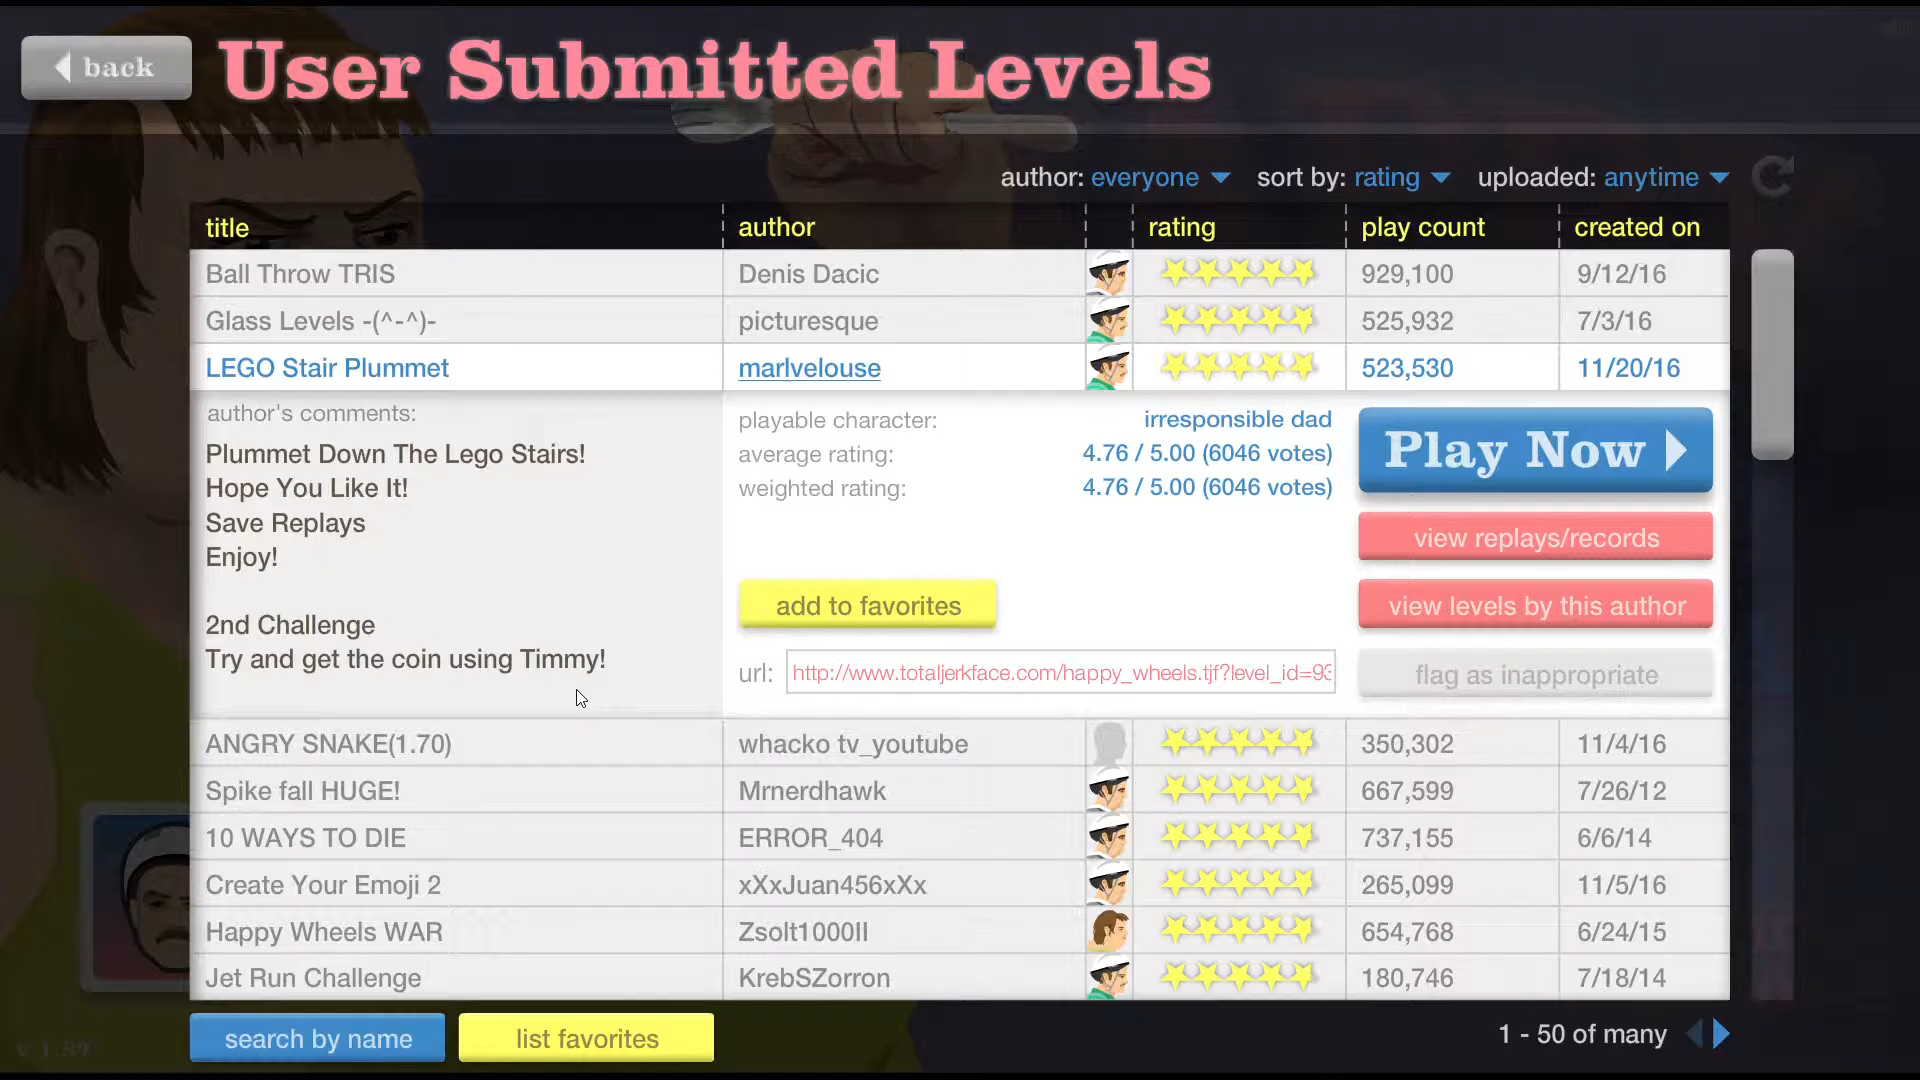 back
User Submitted Levels
author: everyone sort by: rating uploaded: anytime
title author rating play count created on
Ball Throw TRIS Denis Dacic 929,100 9/12/16
Glass Levels -(^-^)- picturesque 525,932 7/3/16
LEGO Stair Plummet marlvelouse 523,530 11/20/16
author's comments:
Plummet Down The Lego Stairs!
Hope You Like It!
Save Replays
Enjoy!
2nd Challenge
Try and get the coin using Timmy!
playable character: irresponsible dad
average rating: 4.76 / 5.00 (6046 votes)
weighted rating: 4.76 / 5.00 (6046 votes)
add to favorites
url: http://www.totaljerkface.com/happy_wheels.tjf?level_id=93
Play Now
view replays/records
view levels by this author
flag as inappropriate
ANGRY SNAKE(1.70) whacko tv_youtube 350,302 11/4/16
Spike fall HUGE! Mrnerdhawk 667,599 7/26/12
10 WAYS TO DIE ERROR_404 737,155 6/6/14
Create Your Emoji 2 xXxJuan456xXx 265,099 11/5/16
Happy Wheels WAR Zsolt1000II 654,768 6/24/15
Jet Run Challenge KrebSZorron 180,746 7/18/14
search by name
list favorites
1 - 50 of many